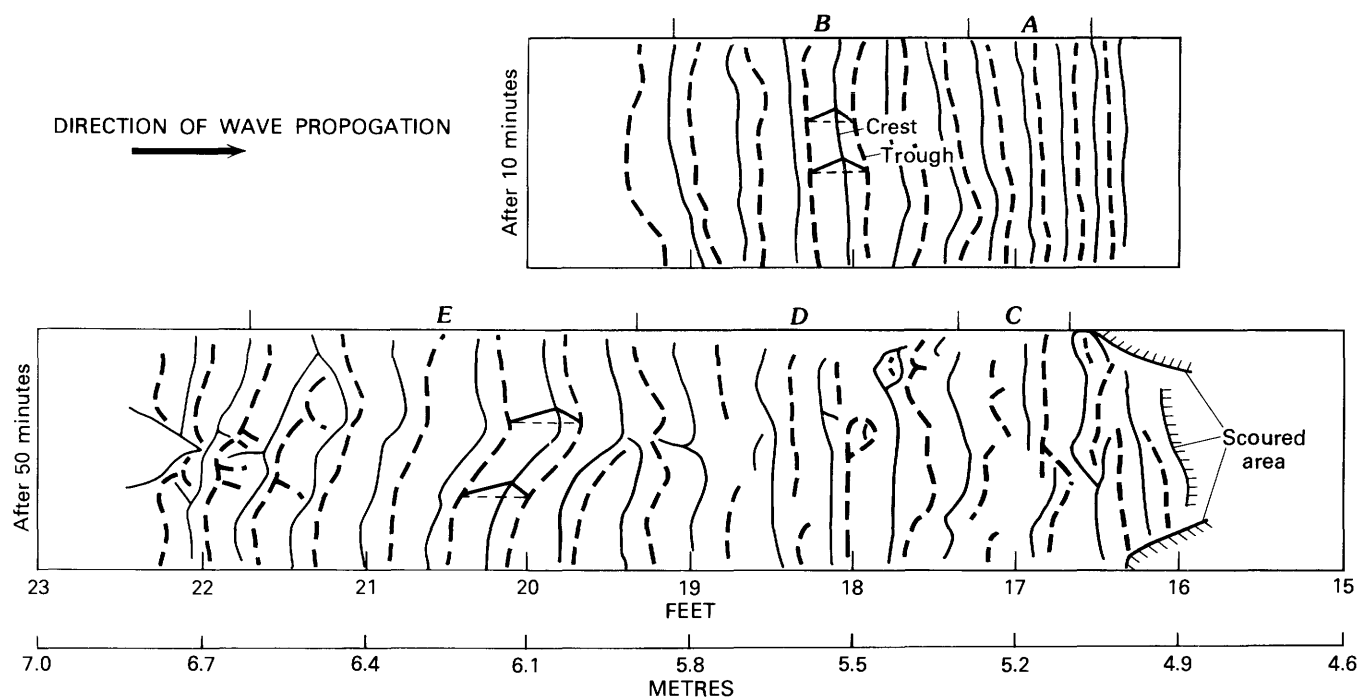 B A
DIRECTION OF WAVE PROPOGATION
After 10 minutes
Crest
Trough
E D C
After 50 minutes
Scoured
area
23 22 21 20 19 18 17 16 15
FEET
7.0 6.7 6.4 6.1 5.8 5.5 5.2 4.9 4.6
METRES